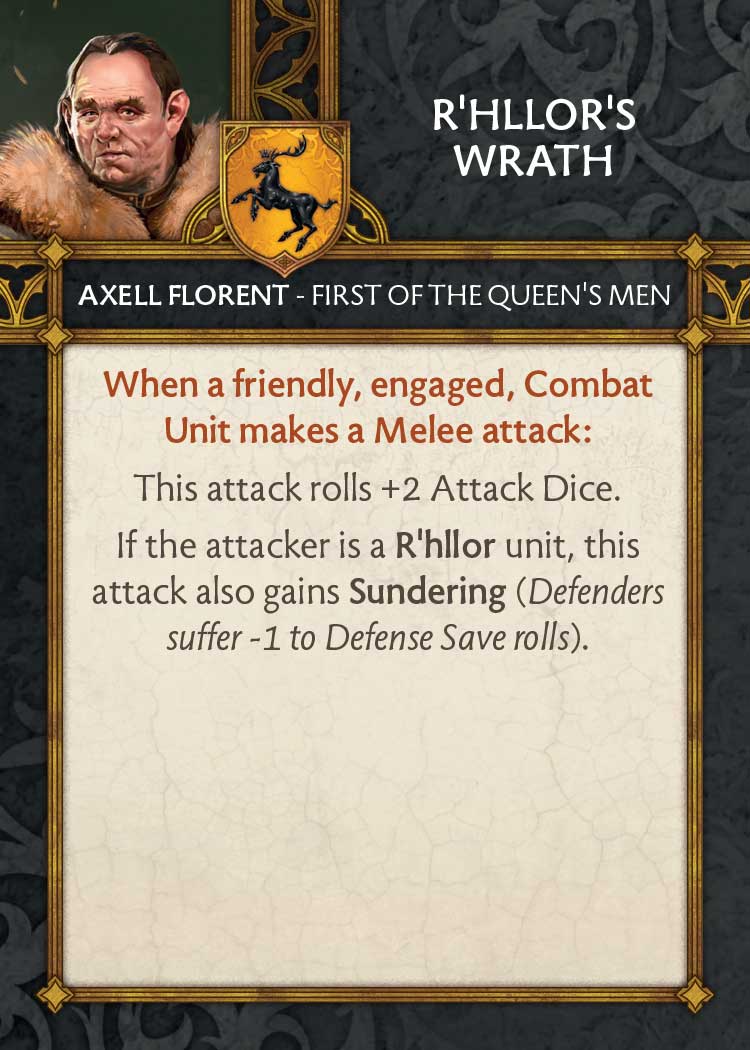 R'HLLOR'S
WRATH
AXELL FLORENT - FIRST OF THE QUEEN'S MEN
When a friendly, engaged, Combat
Unit makes a Melee attack:
This attack rolls +2 Attack Dice.
If the attacker is a R'hllor unit, this
attack also gains Sundering (Defenders
suffer -1 to Defense Save rolls).